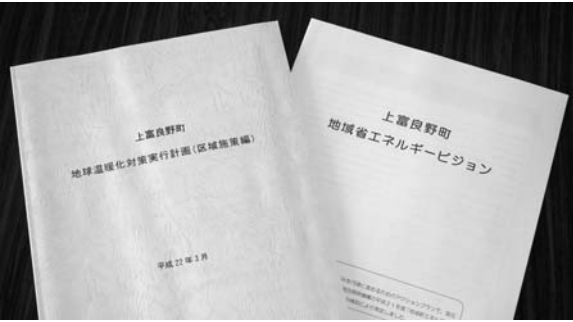 上富良野町
地球温暖化対策実行計画(区域施策編)
平成22年3月
上富良野町
地域省エネルギービジョン